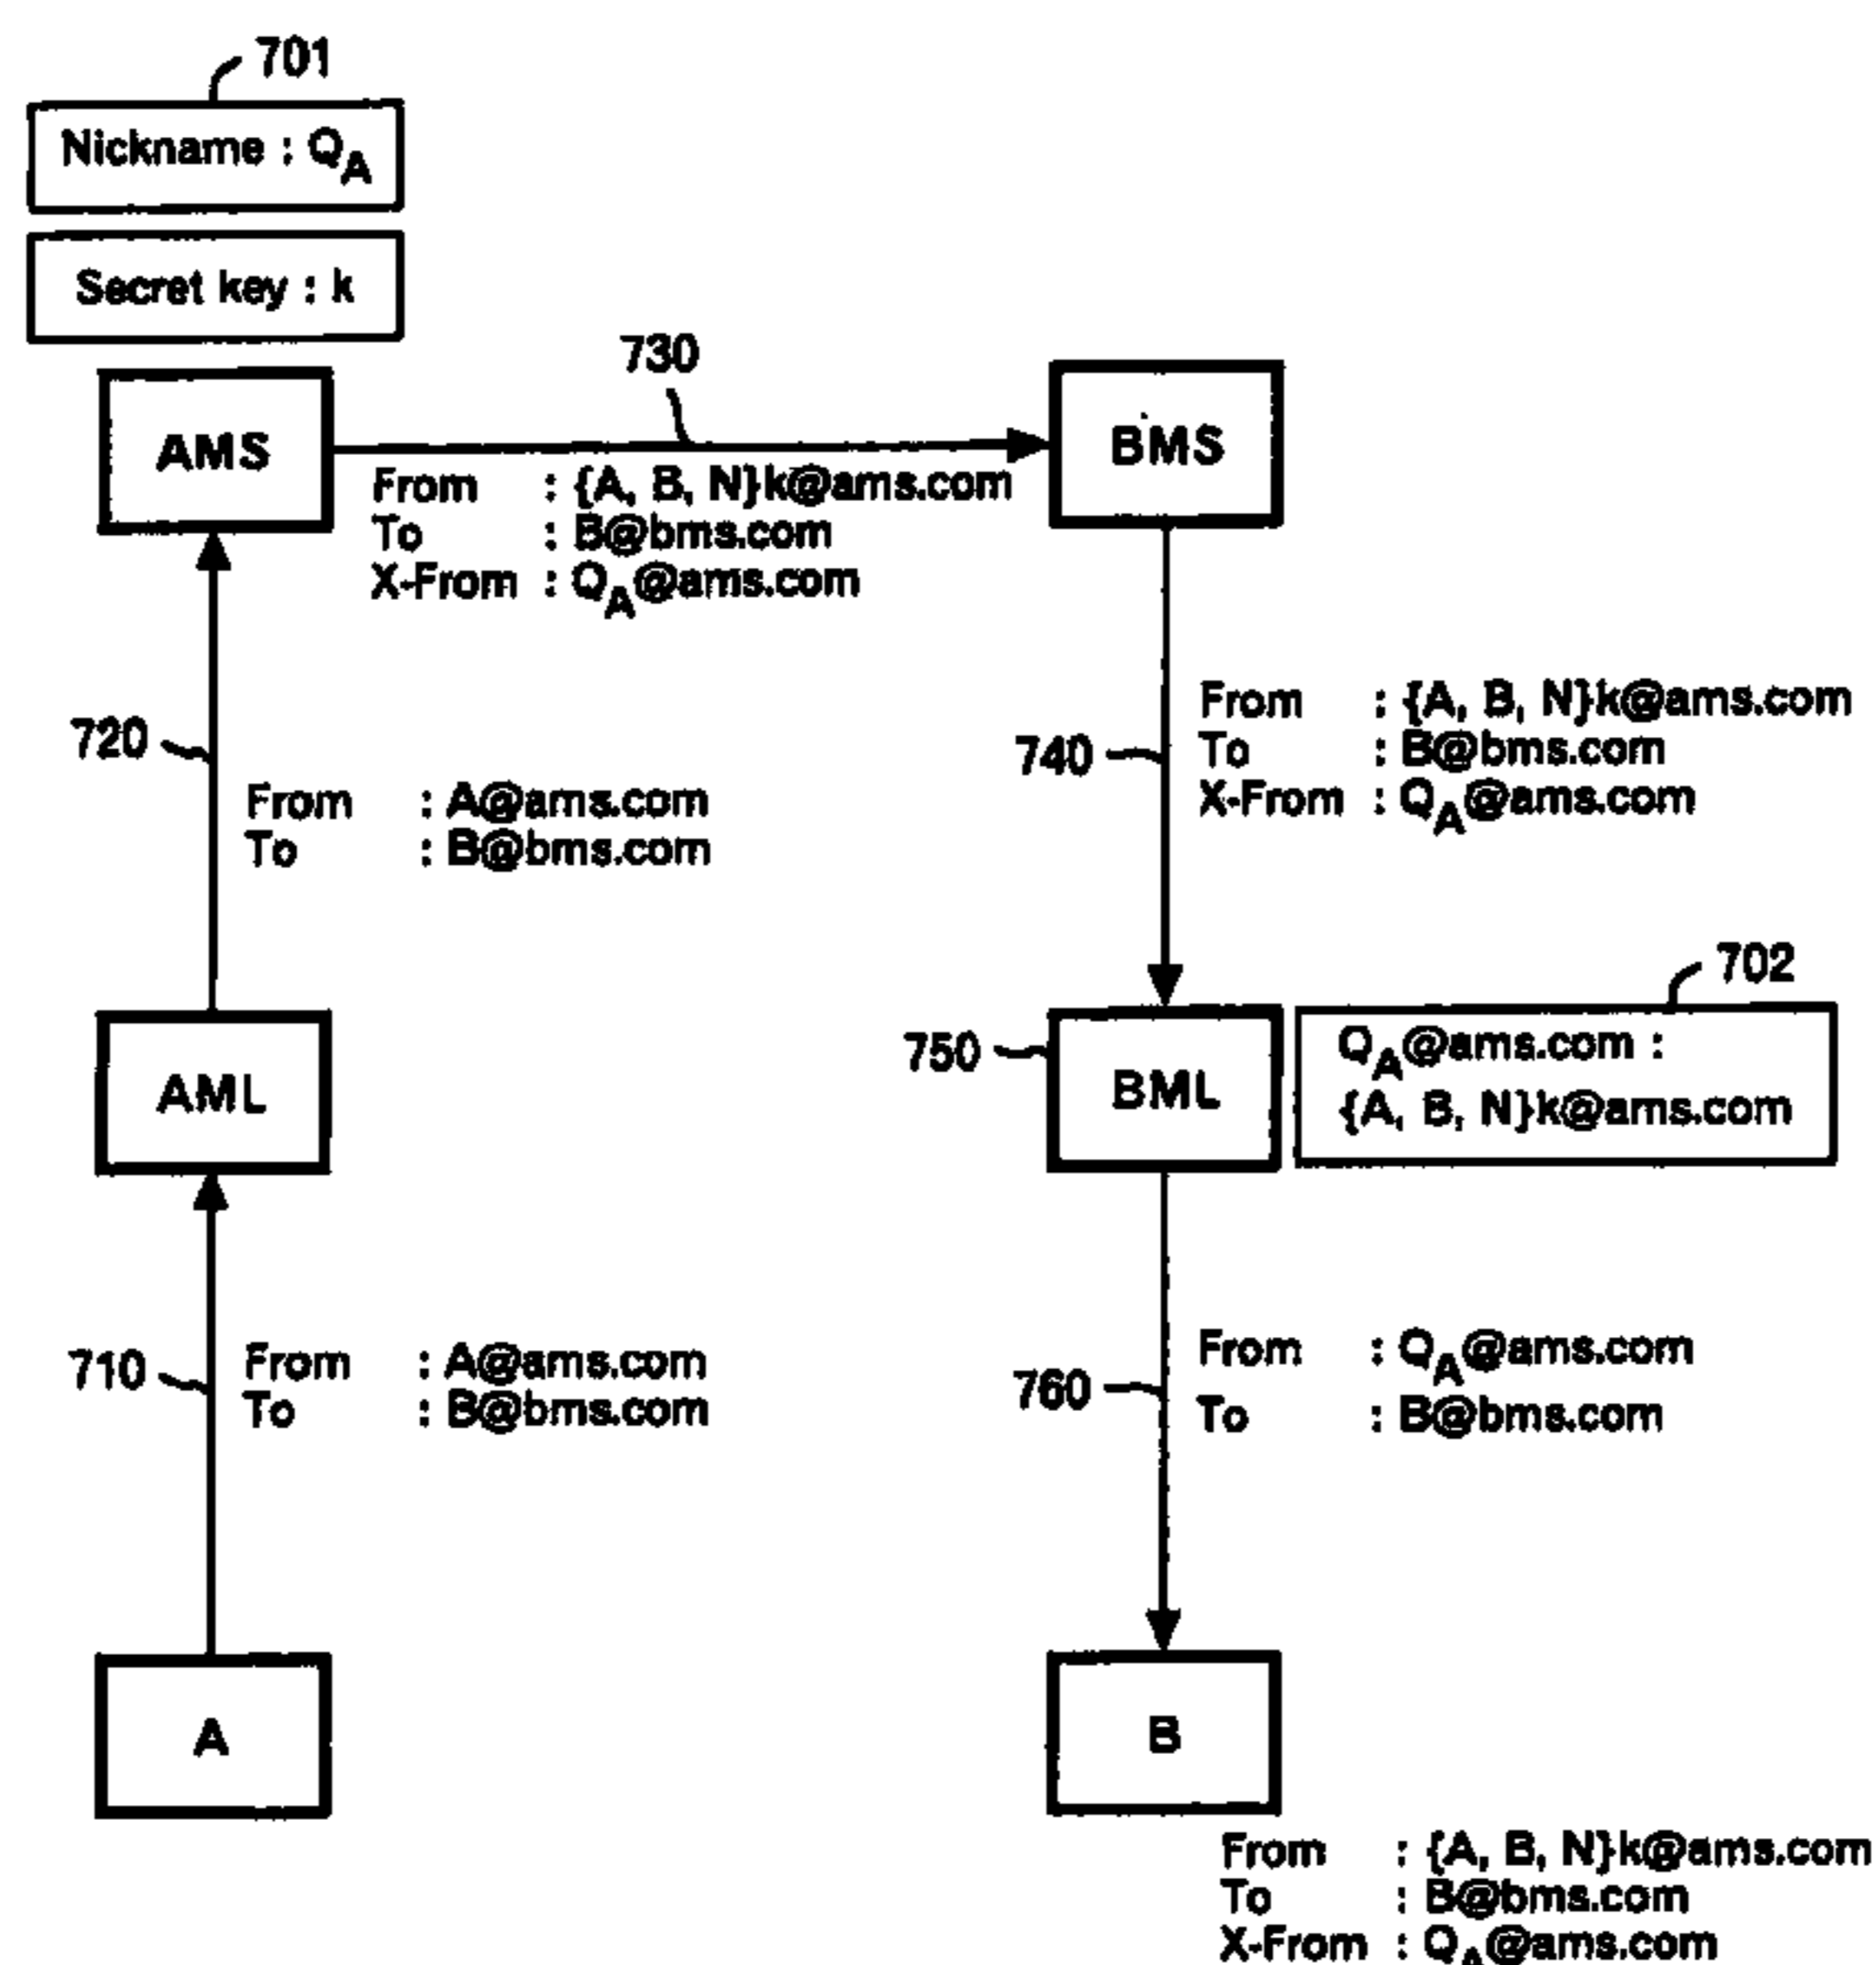 701
Nickname : QA
Secret key : k
730
AMS
BMS
From : {A, B, N}k@ams.com
To : B@bms.com
X-From : QA@ams.com
720
From : A@ams.com
To : B@bms.com
740
From : {A, B, N}k@ams.com
To : B@bms.com
X-From : QA@ams.com
702
AML
750
BML
QA@ams.com :
{A, B, N}k@ams.com
710
From : A@ams.com
To : B@bms.com
760
From : QA@ams.com
To : B@bms.com
A
B
From : {A, B, N}k@ams.com
To : B@bms.com
X-From : QA@ams.com